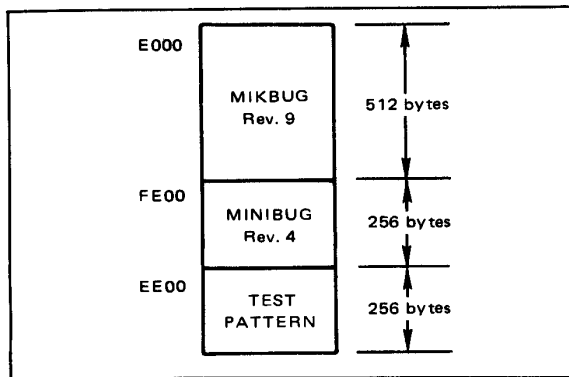 E000
MIKBUG
Rev. 9
512 bytes
FE00
MINIBUG
Rev. 4
256 bytes
EE00
TEST
PATTERN
256 bytes